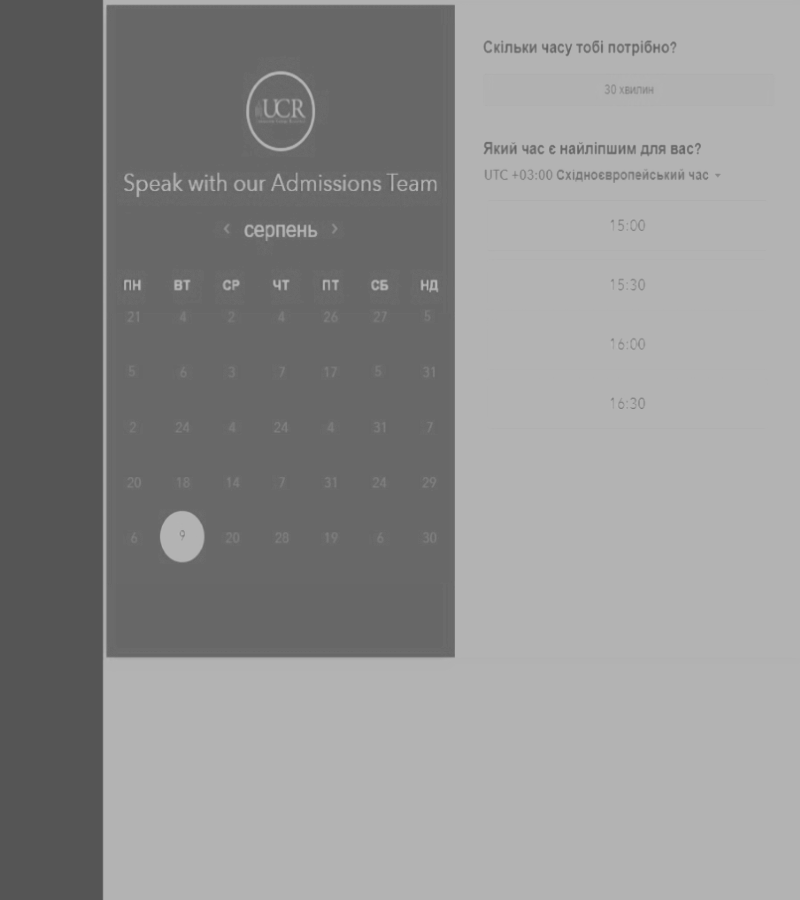 UCR
Speak with our Admissions Team
‹ серпень ›
ПН ВТ СР ЧТ ПТ СБ НД
21 4 2 4 26 27 5
5 6 3 7 17 5 31
2 24 4 24 4 31 7
20 18 14 7 31 24 29
6 9 20 28 19 6 30
Скільки часу тобі потрібно?
30 хвилин
Який час є найліпшим для вас?
UTC +03:00 Східноєвропейський час
15:00
15:30
16:00
16:30